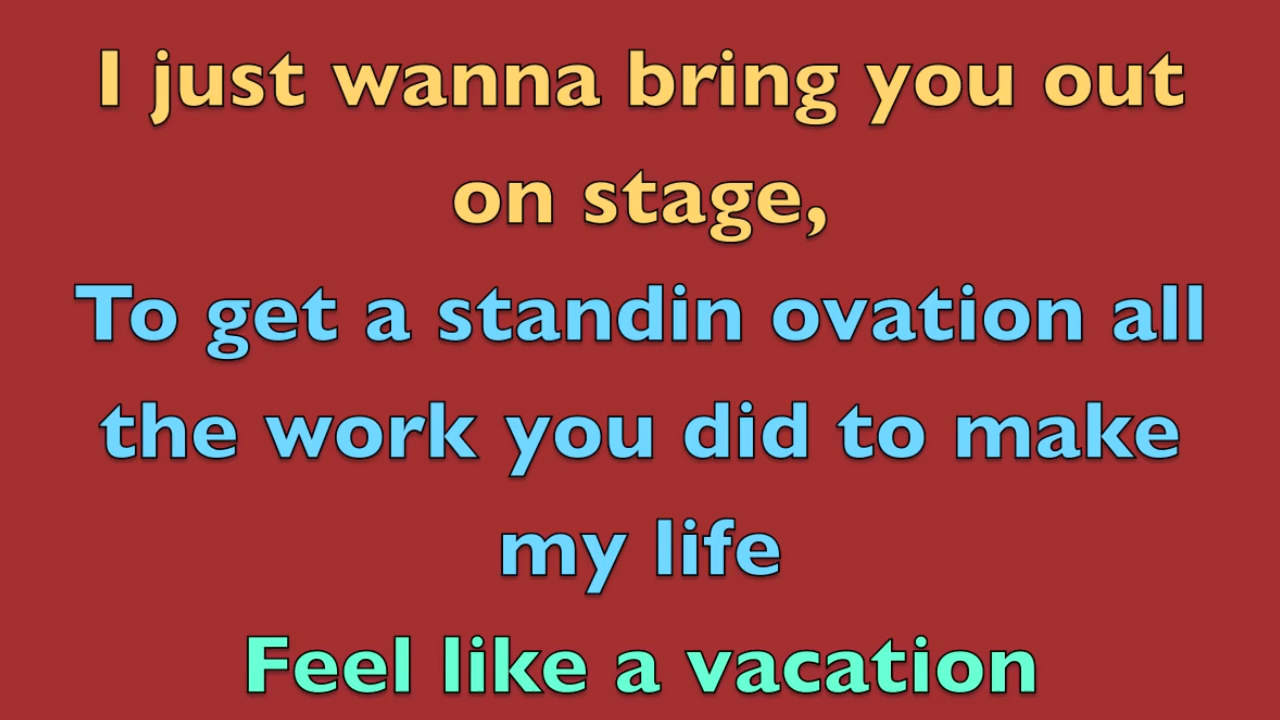 I just wanna bring you out
on stage,
To get a standin ovation all
the work you did to make
my life
Feel like a vacation